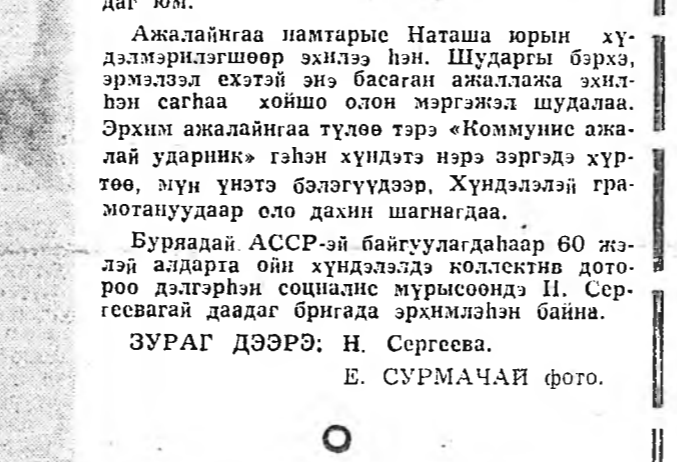 даг юм.
Ажалайнгаа намтарые Наташа юрын хү-
дэлмэрилэгшөөр эхилээ һэн. Шударгы бэрхэ,
эрмэлзэл ехэтэй энэ басаган ажаллажа эхил-
һэн сагһаа хойшо олон мэргэжэл шудалаа.
Эрхим ажалайнгаа түлөө тэрэ «Коммунис ажа-
лай ударник» гэһэн хүндэтэ нэрэ зэргэдэ хүр-
төө, мүн үнэтэ бэлэгүүдээр, Хүндэлэлэй гра-
мотануудаар оло дахин шагнагдаа.
Буряадай АССР-эй байгуулагдаһаар 60 жэ-
лэй алдарта ойн хүндэлэлдэ коллектив дото-
роо дэлгэрһэн социалис мүрысөөндэ Н. Сер-
геевагай даадаг бригада эрхимлэһэн байна.
ЗУРАГ ДЭЭРЭ: Н. Сергеева.
Е. СУРМАЧАЙ фото.